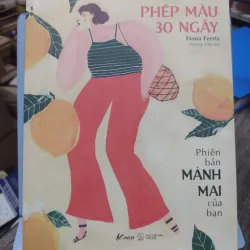 PHÉP MÀU
30 NGÀY
Fiona Ferris
Phiên
bản
MẢNH
MAI
của
bạn